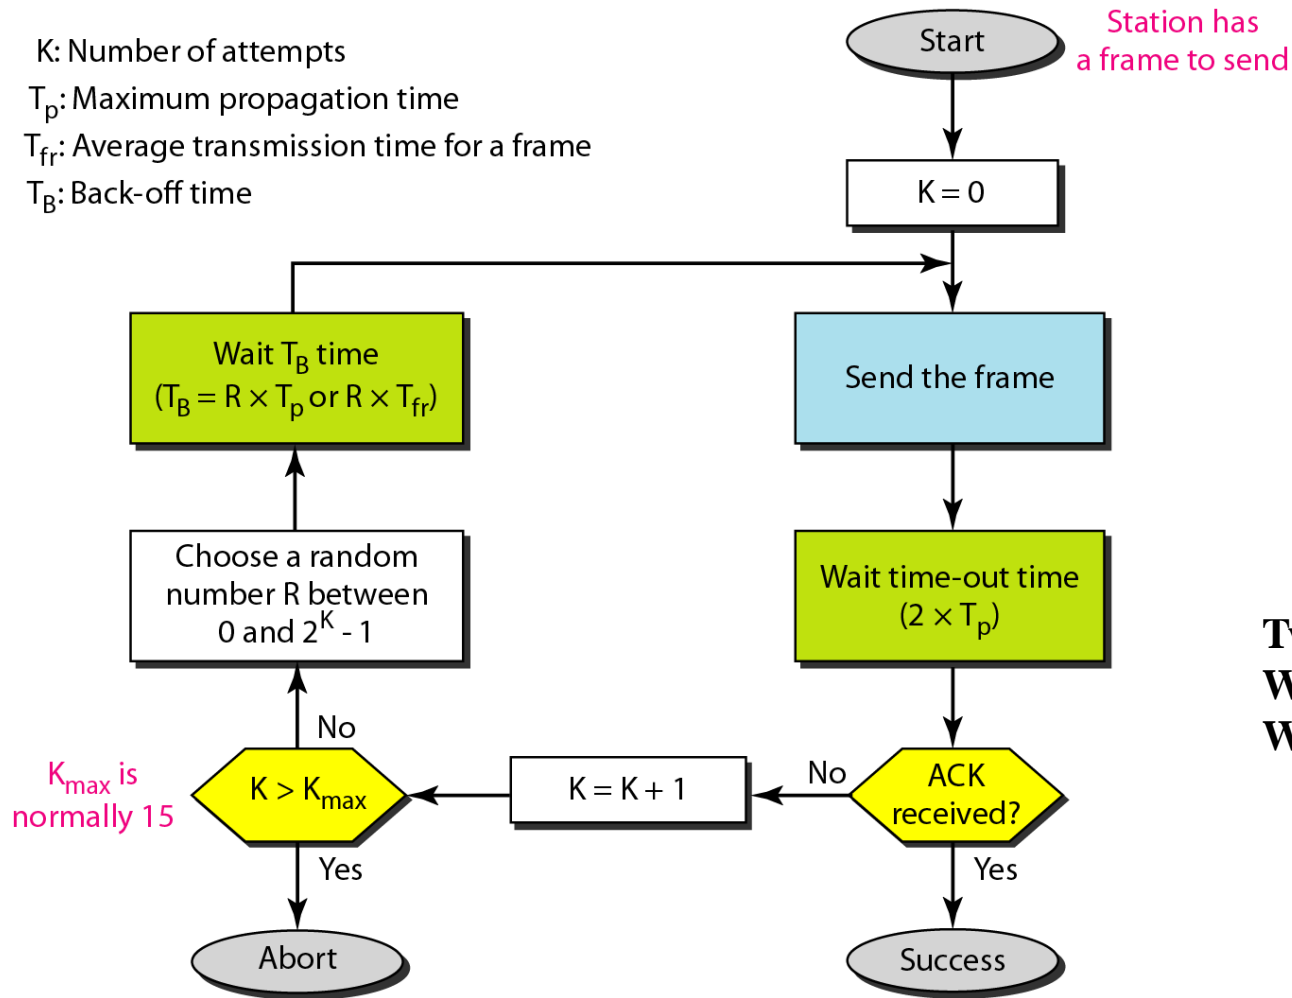 K: Number of attempts
Tp: Maximum propagation time
Tfr: Average transmission time for a frame
TB: Back-off time
Start
Station has
a frame to send
K = 0
Wait TB time
(TB = R × Tp or R × Tfr)
Send the frame
Choose a random
number R between
0 and 2^K - 1
Wait time-out time
(2 × Tp)
No
Kmax is
normally 15
K > Kmax
K = K + 1
No
ACK
received?
Yes
Yes
Abort
Success